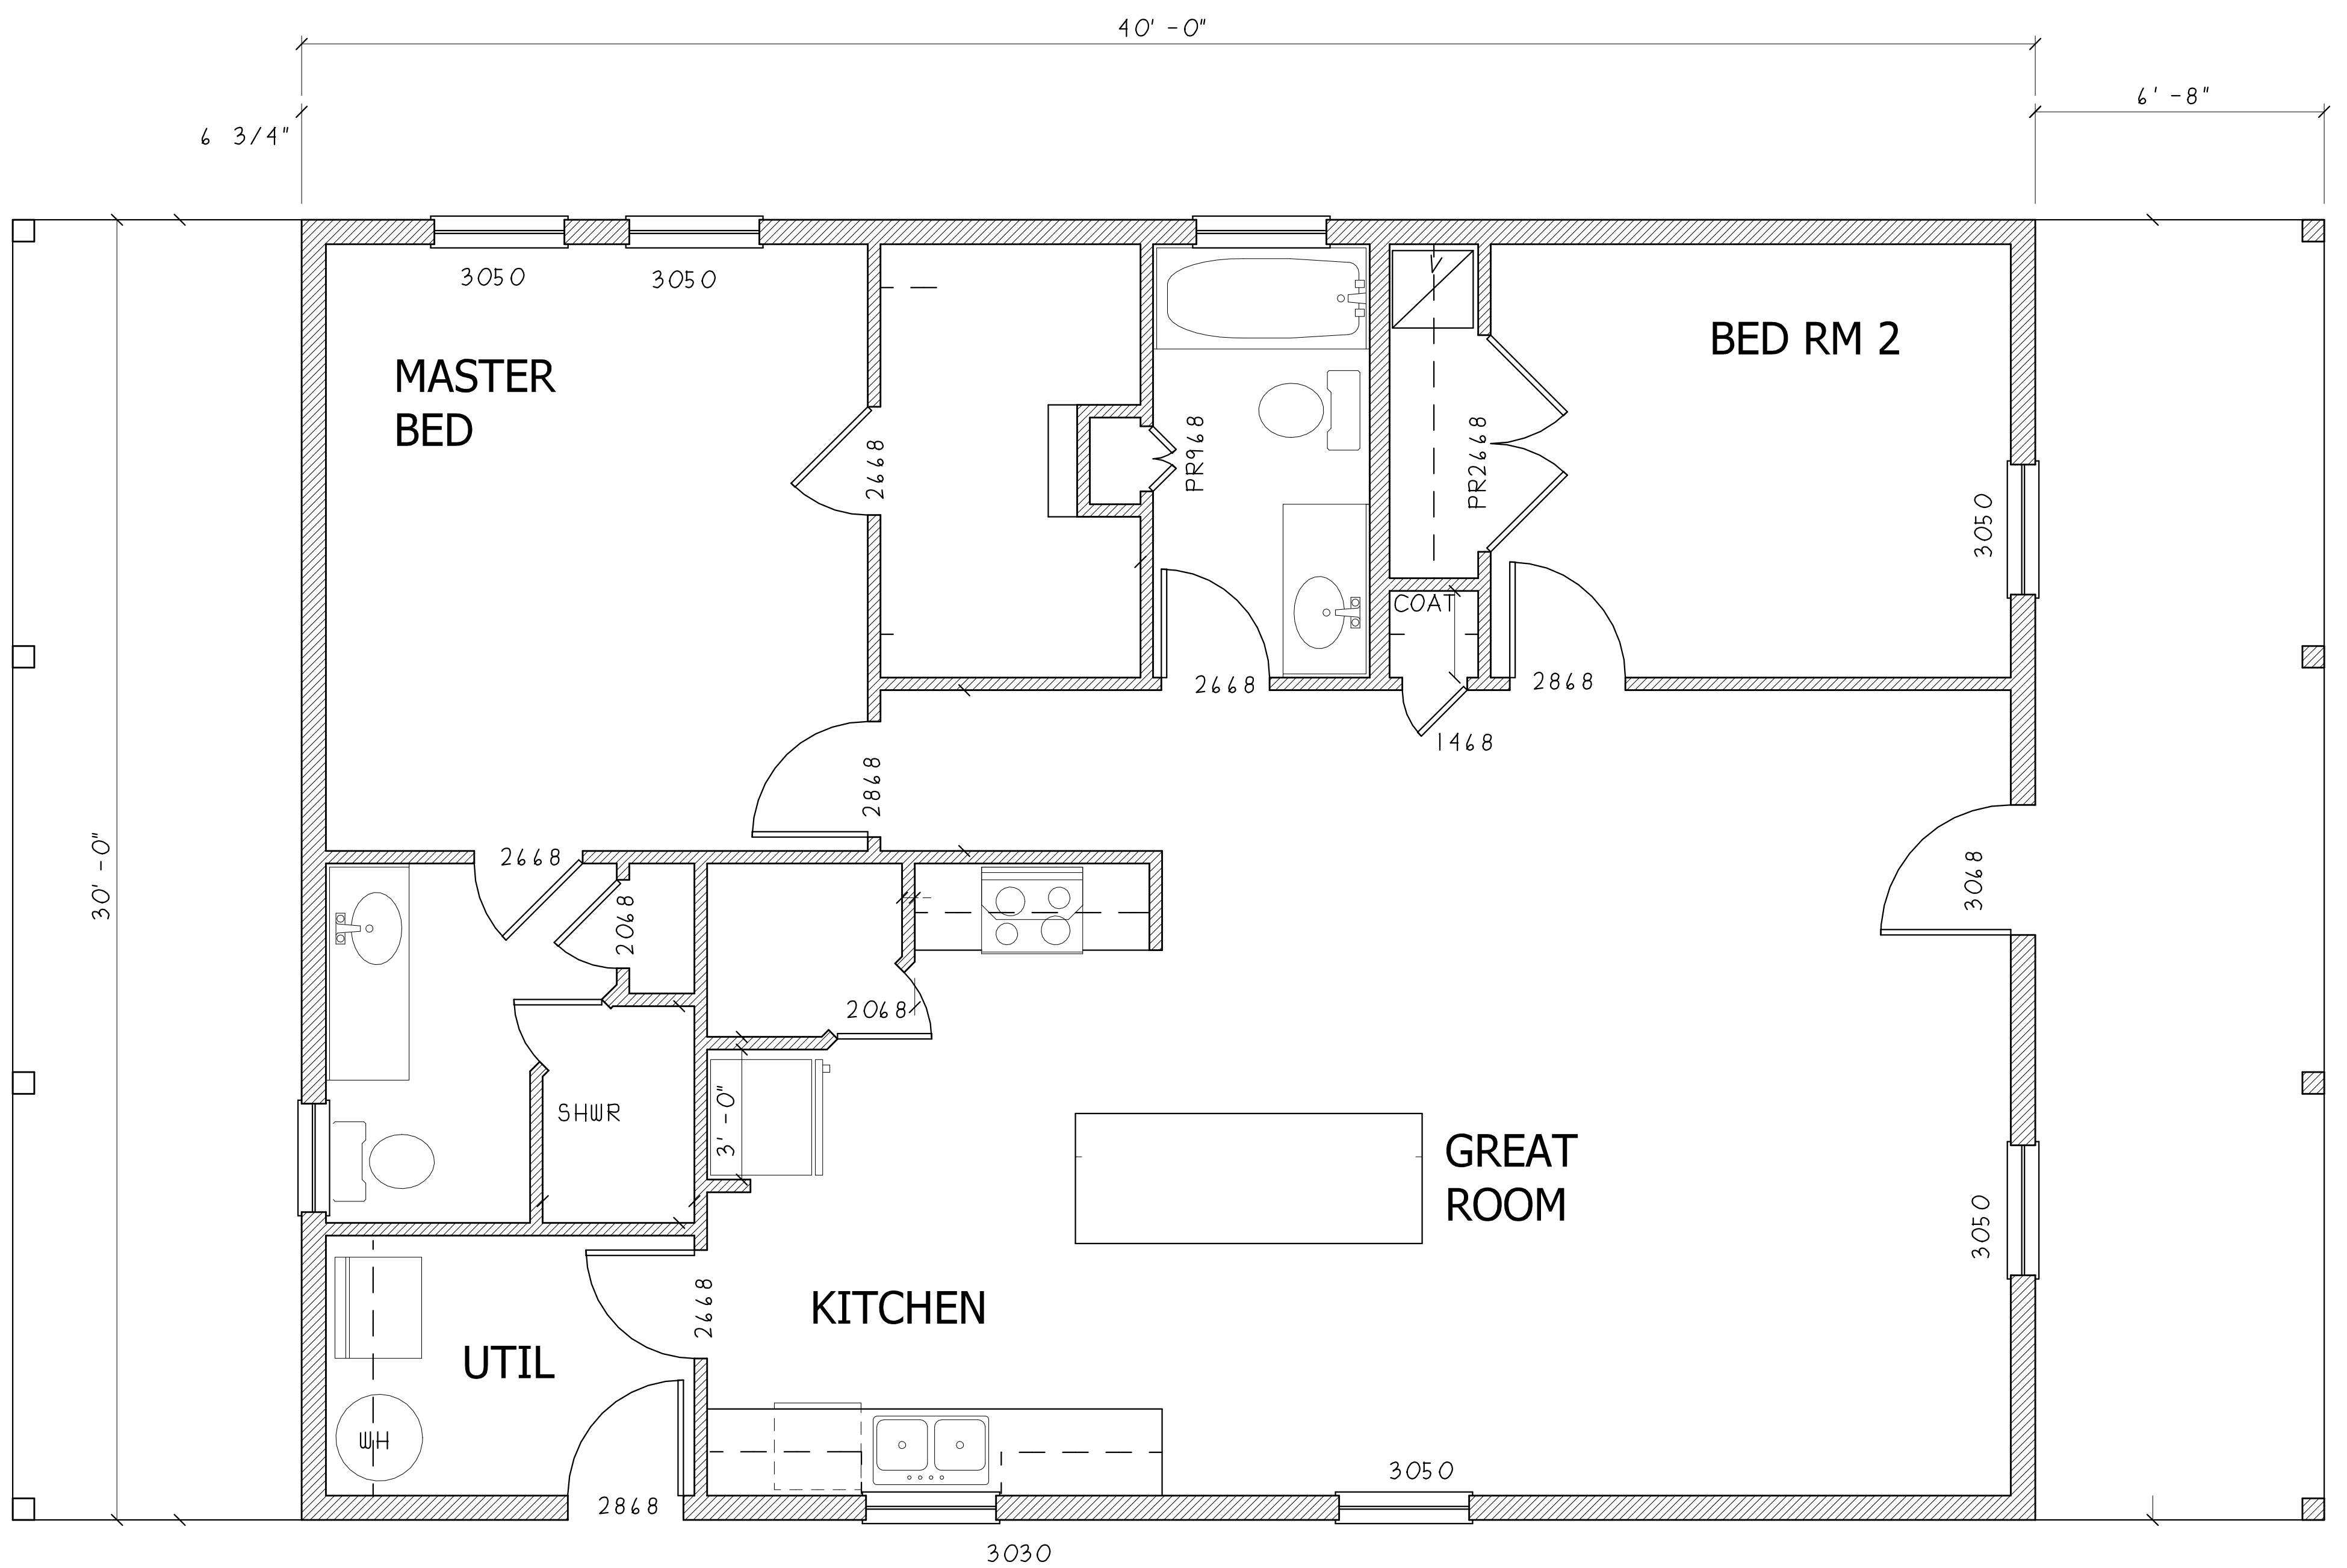 40' -0"
6' -8"
6 3/4"
3050
3050
BED RM 2
MASTER
BED
2668
PR968
PR2668
3050
COAT
2668
2868
1468
2868
30' -0"
2668
3068
2068
2068
3' -0"
SHWR
GREAT
ROOM
3050
KITCHEN
2668
UTIL
WH
3050
2868
3030